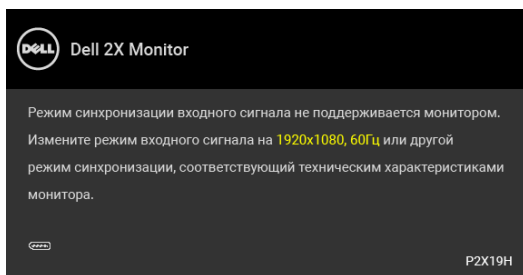 DELL
Dell 2X Monitor
Режим синхронизации входного сигнала не поддерживается монитором.
Измените режим входного сигнала на 1920x1080, 60Гц или другой
режим синхронизации, соответствующий техническим характеристиками
монитора.
P2X19H